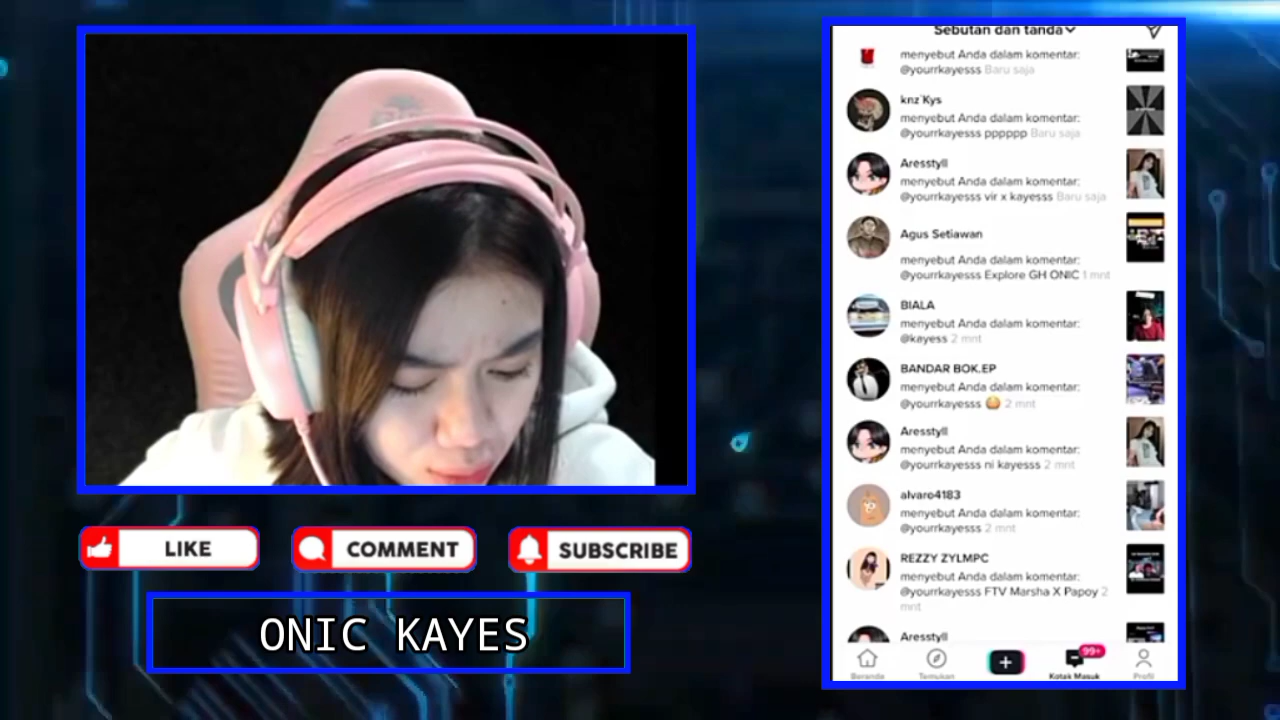 LIKE
COMMENT
SUBSCRIBE
ONIC KAYES
Sebutan dan tanda
menyebut Anda dalam komentar:
@yourrkayesss Baru saja
knz'Kys
menyebut Anda dalam komentar:
@yourrkayesss pppppp Baru saja
Aresstyll
menyebut Anda dalam komentar:
@yourrkayesss vir x kayesss Baru saja
Agus Setiawan
menyebut Anda dalam komentar:
@yourrkayesss Explore GH ONIC 1 mnt
BIALA
menyebut Anda dalam komentar:
@kayess 2 mnt
BANDAR BOK.EP
menyebut Anda dalam komentar:
@yourrkayesss 😳 2 mnt
Aresstyll
menyebut Anda dalam komentar:
@yourrkayesss ni kayesss 2 mnt
alvaro4183
menyebut Anda dalam komentar:
@yourrkayesss 2 mnt
REZZY ZYLMPC
menyebut Anda dalam komentar:
@yourrkayesss FTV Marsha X Papoy 2
mnt
Aresstyll
99+
Beranda
Temukan
Kotak Masuk
Profil